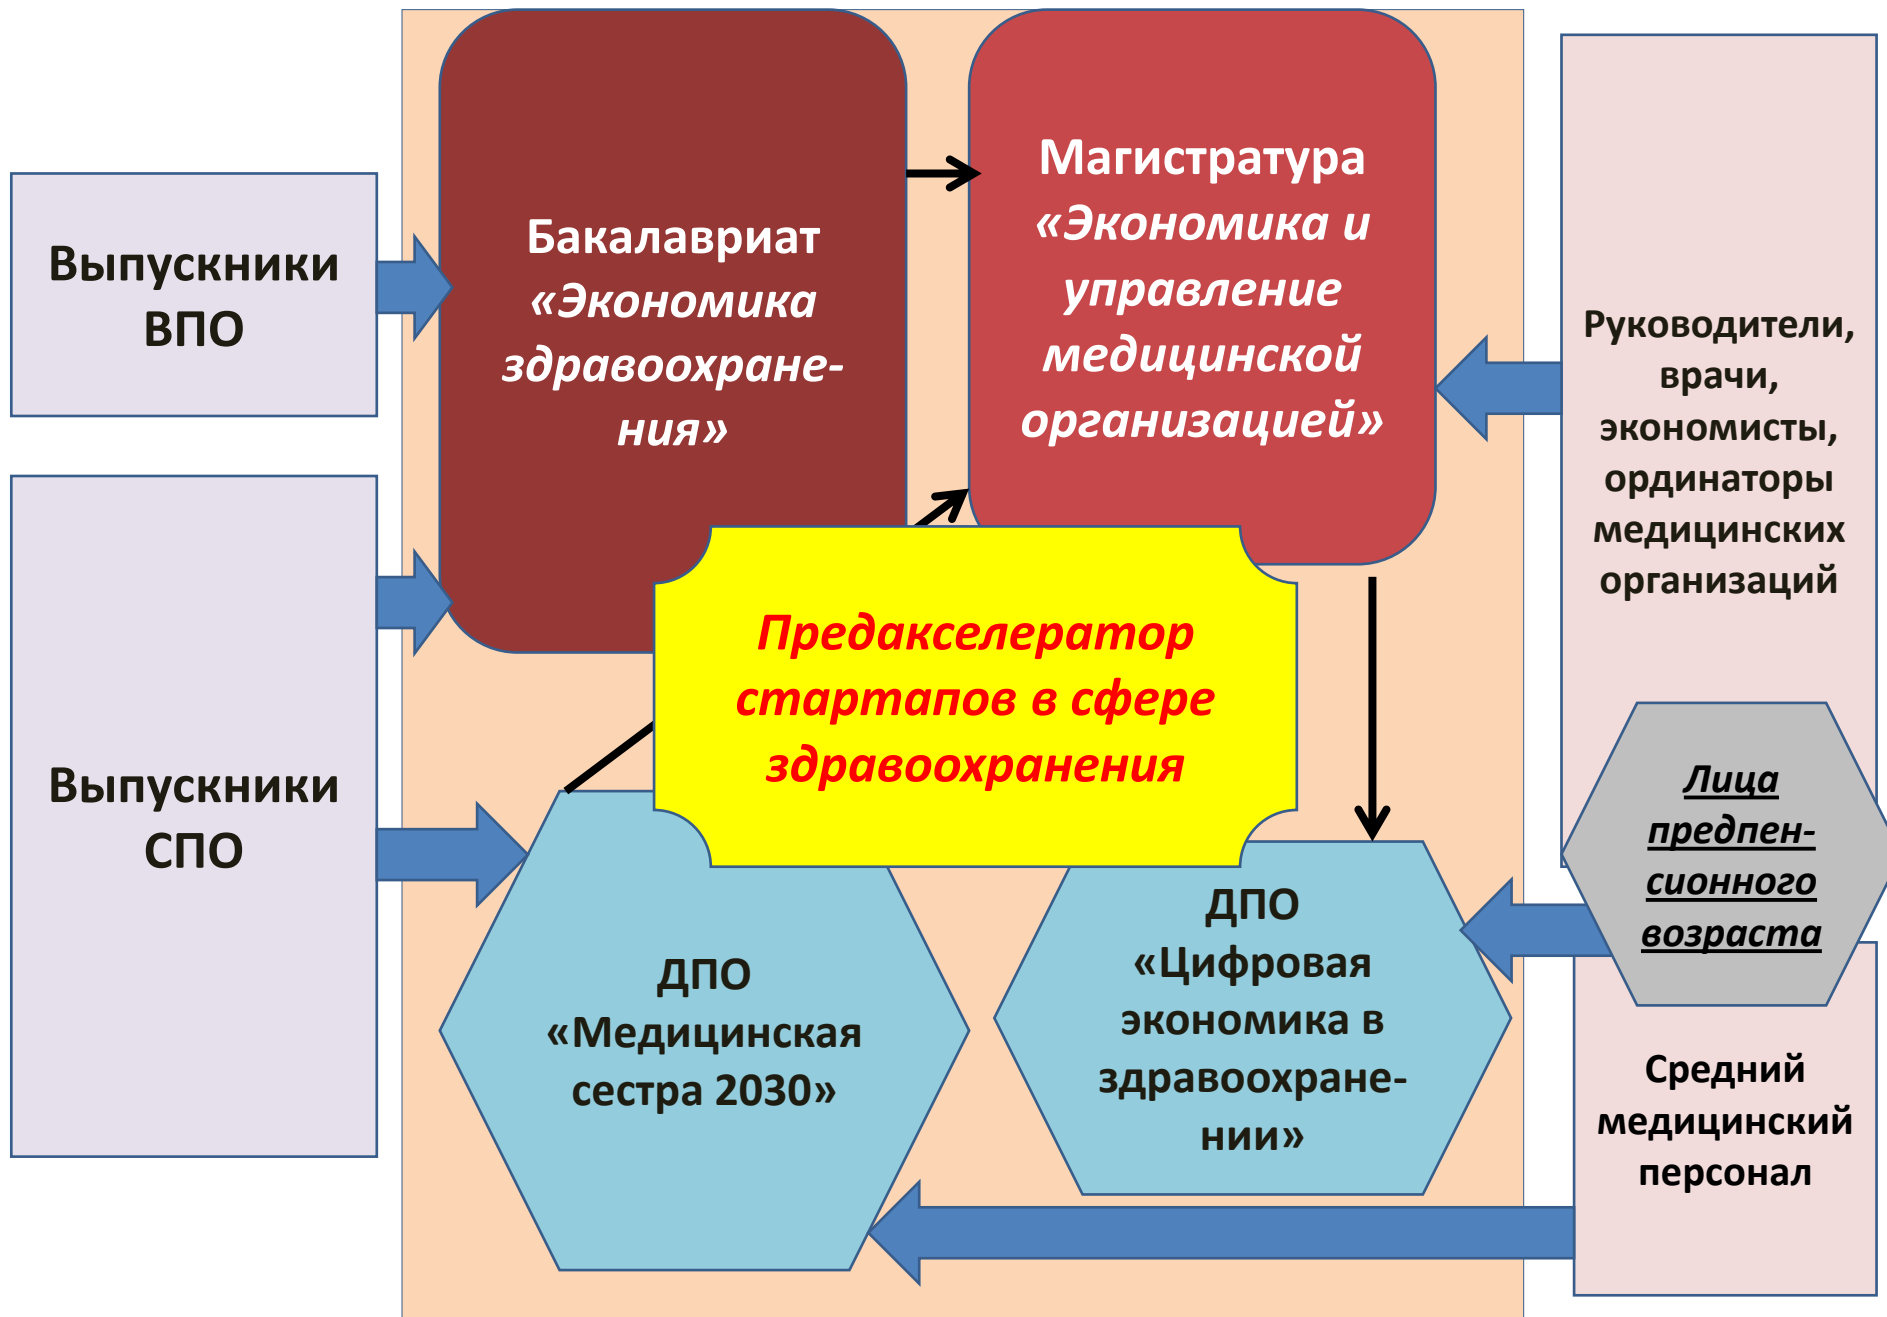 Выпускники
ВПО
Выпускники
СПО
Бакалавриат
«Экономика
здравоохране-
ния»
Магистратура
«Экономика и
управление
медицинской
организацией»
Предакселератор
стартапов в сфере
здравоохранения
ДПО
«Медицинская
сестра 2030»
ДПО
«Цифровая
экономика в
здравоохране-
нии»
Руководители,
врачи,
экономисты,
ординаторы
медицинских
организаций
Лица
предпен-
сионного
возраста
Средний
медицинский
персонал